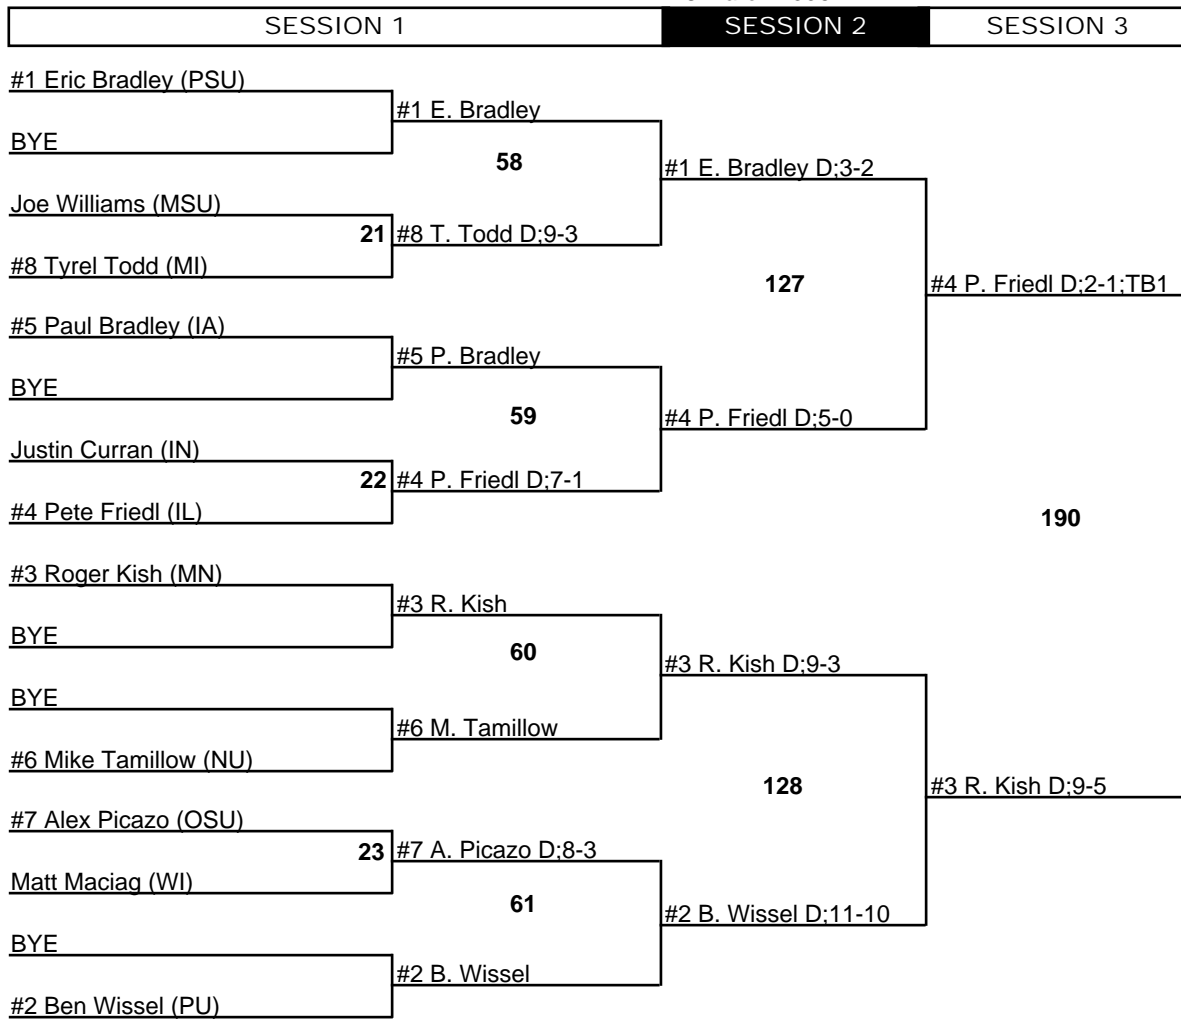 SESSION 1 SESSION 2 SESSION 3
#1 Eric Bradley (PSU)
#1 E. Bradley
BYE
58
#1 E. Bradley D;3-2
Joe Williams (MSU)
21 #8 T. Todd D;9-3
#8 Tyrel Todd (MI)
127
#4 P. Friedl D;2-1;TB1
#5 Paul Bradley (IA)
#5 P. Bradley
BYE
59
#4 P. Friedl D;5-0
Justin Curran (IN)
22 #4 P. Friedl D;7-1
#4 Pete Friedl (IL)
190
#3 Roger Kish (MN)
#3 R. Kish
BYE
60
#3 R. Kish D;9-3
BYE
#6 M. Tamillow
#6 Mike Tamillow (NU)
128
#3 R. Kish D;9-5
#7 Alex Picazo (OSU)
23 #7 A. Picazo D;8-3
Matt Maciag (WI)
61
#2 B. Wissel D;11-10
BYE
#2 B. Wissel
#2 Ben Wissel (PU)